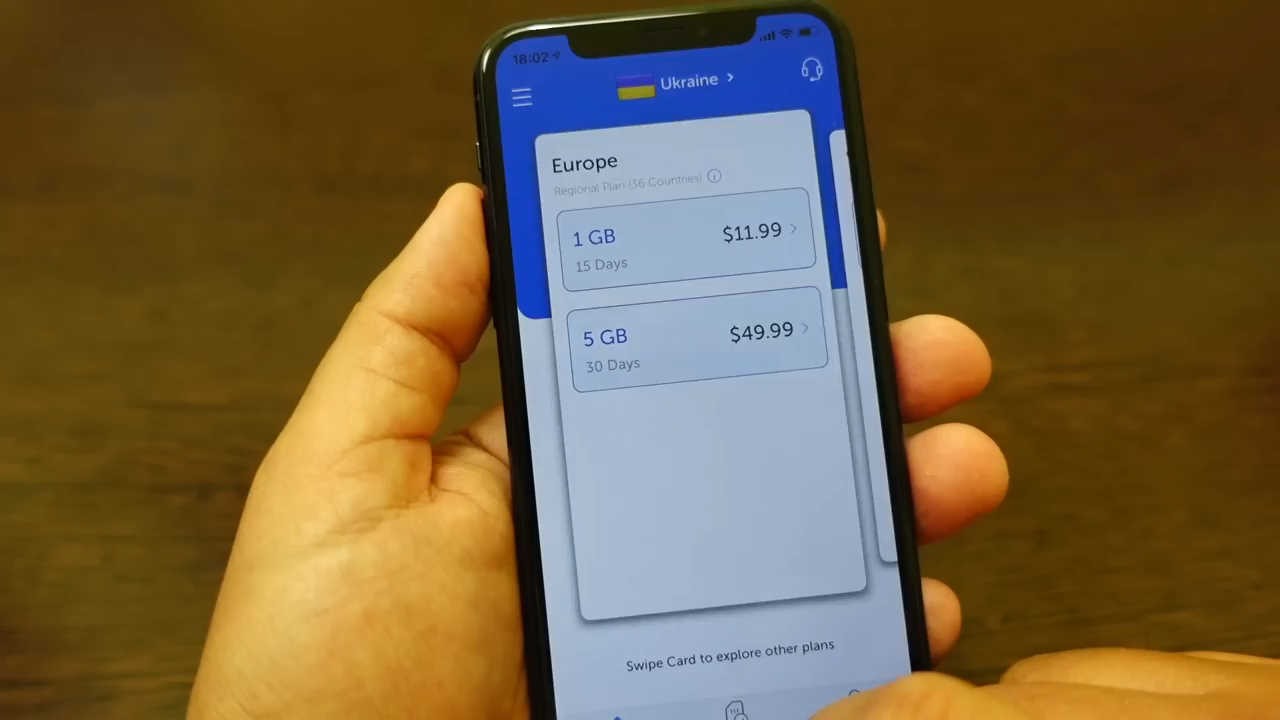 18:02
Ukraine
Europe
Regional Plan (36 Countries)
1 GB
$11.99
15 Days
5 GB
$49.99
30 Days
Swipe Card to explore other plans